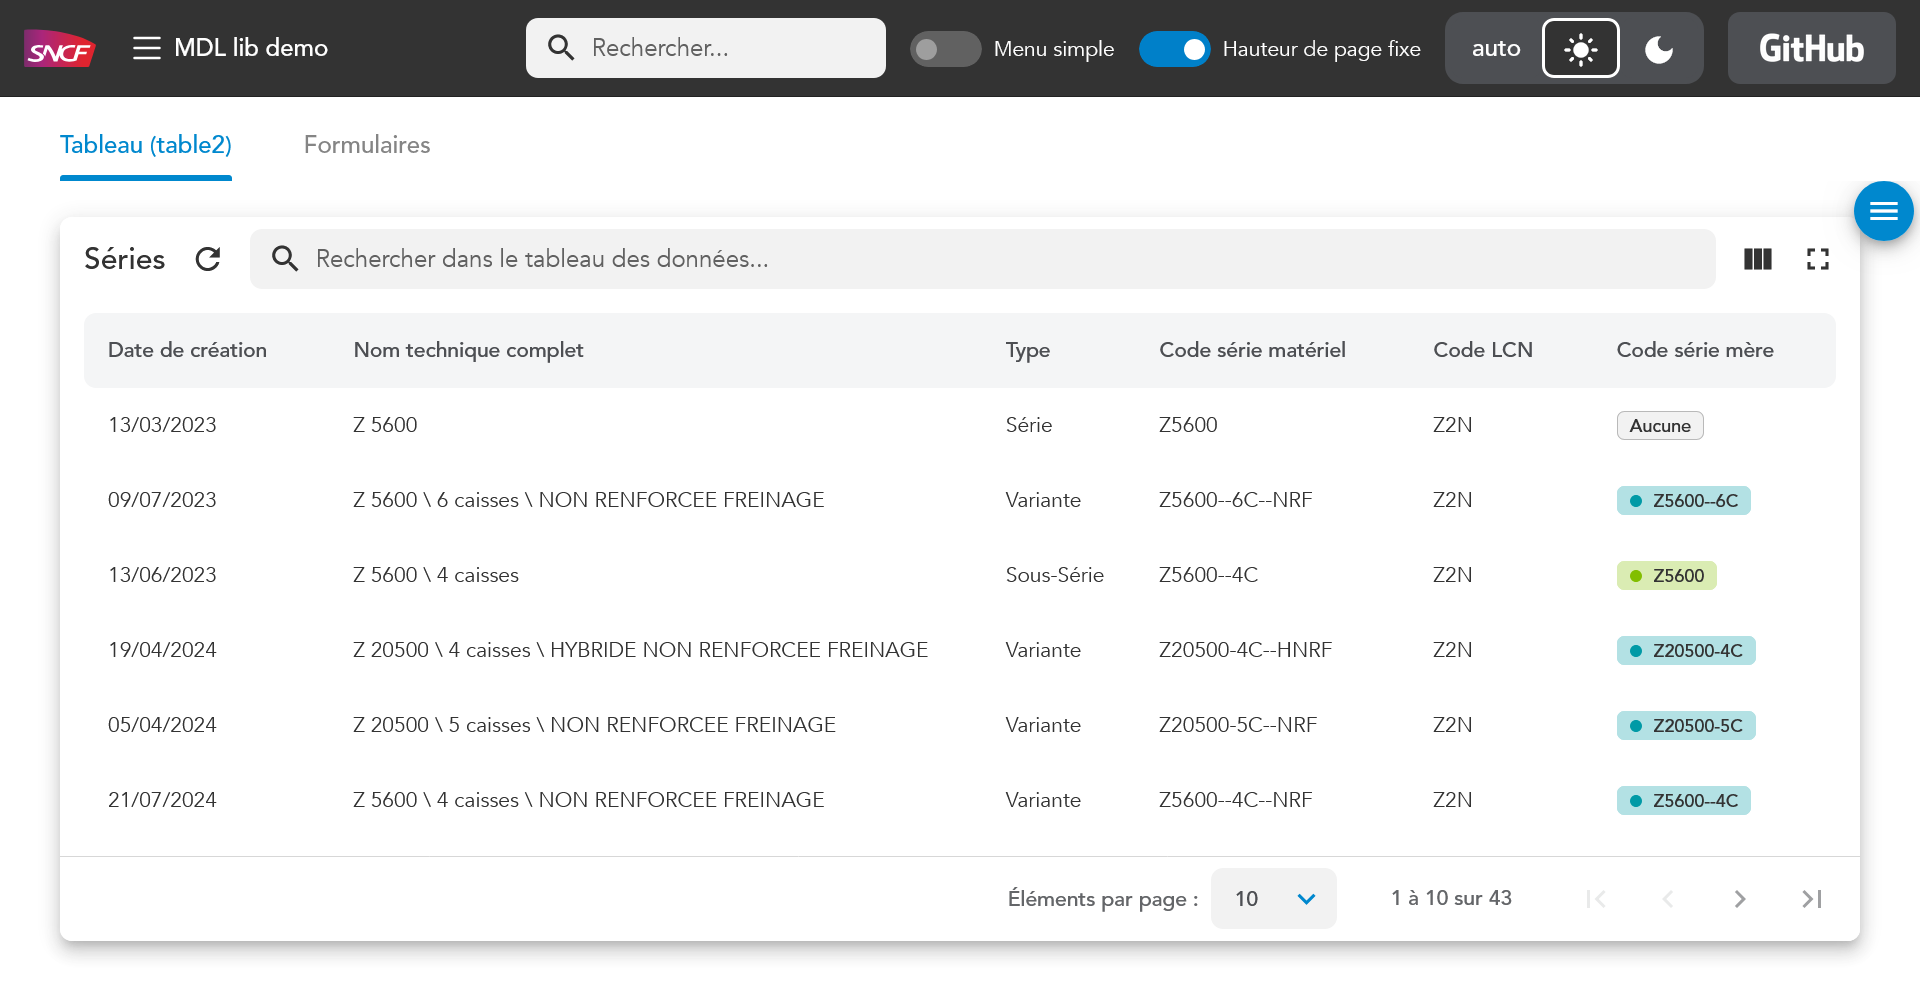 SNCF MDL lib demo Rechercher... Menu simple Hauteur de page fixe auto GitHub
Tableau (table2) Formulaires
Séries Rechercher dans le tableau des données...
Date de création Nom technique complet Type Code série matériel Code LCN Code série mère
13/03/2023 Z 5600 Série Z5600 Z2N Aucune
09/07/2023 Z 5600 \ 6 caisses \ NON RENFORCEE FREINAGE Variante Z5600--6C--NRF Z2N Z5600--6C
13/06/2023 Z 5600 \ 4 caisses Sous-Série Z5600--4C Z2N Z5600
19/04/2024 Z 20500 \ 4 caisses \ HYBRIDE NON RENFORCEE FREINAGE Variante Z20500-4C--HNRF Z2N Z20500-4C
05/04/2024 Z 20500 \ 5 caisses \ NON RENFORCEE FREINAGE Variante Z20500-5C--NRF Z2N Z20500-5C
21/07/2024 Z 5600 \ 4 caisses \ NON RENFORCEE FREINAGE Variante Z5600--4C--NRF Z2N Z5600--4C
Éléments par page : 10 1 à 10 sur 43